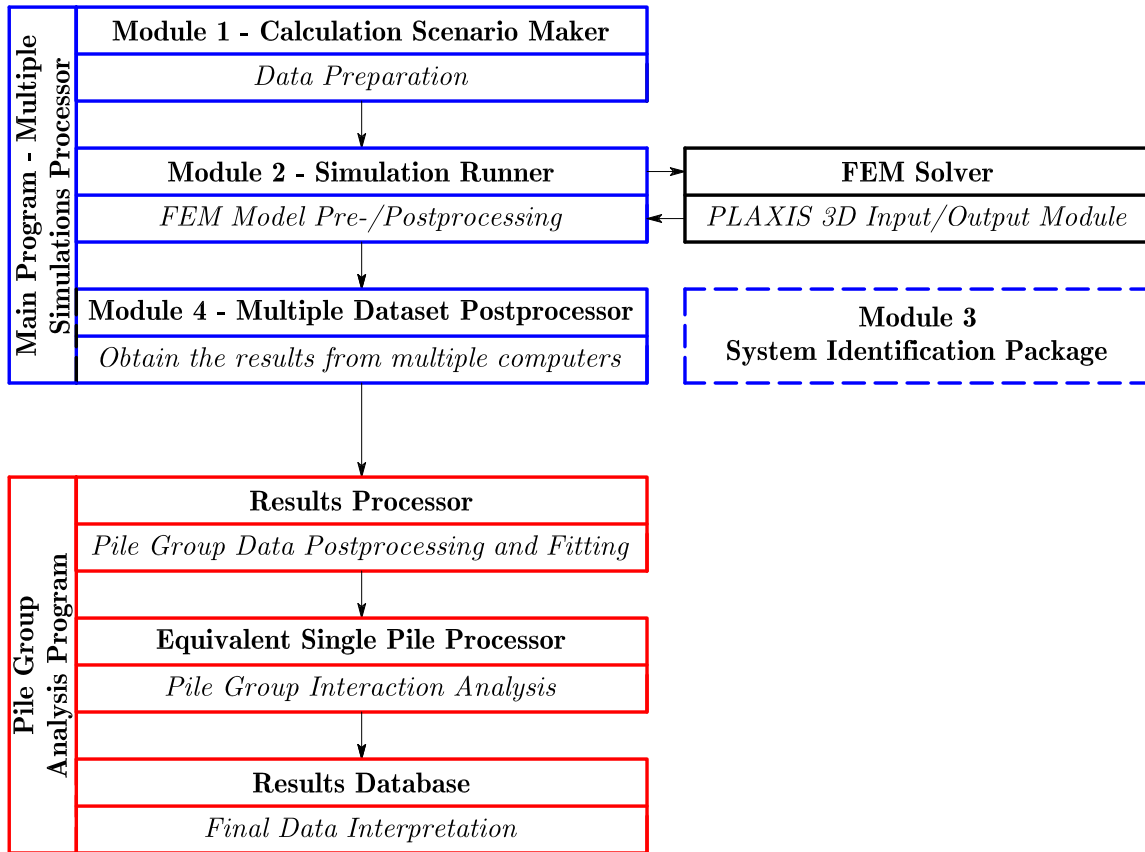 Main Program - Multiple
Simulations Processor
Module 1 - Calculation Scenario Maker
Data Preparation
Module 2 - Simulation Runner
FEM Model Pre-/Postprocessing
FEM Solver
PLAXIS 3D Input/Output Module
Module 4 - Multiple Dataset Postprocessor
Obtain the results from multiple computers
Module 3
System Identification Package
Pile Group
Analysis Program
Results Processor
Pile Group Data Postprocessing and Fitting
Equivalent Single Pile Processor
Pile Group Interaction Analysis
Results Database
Final Data Interpretation